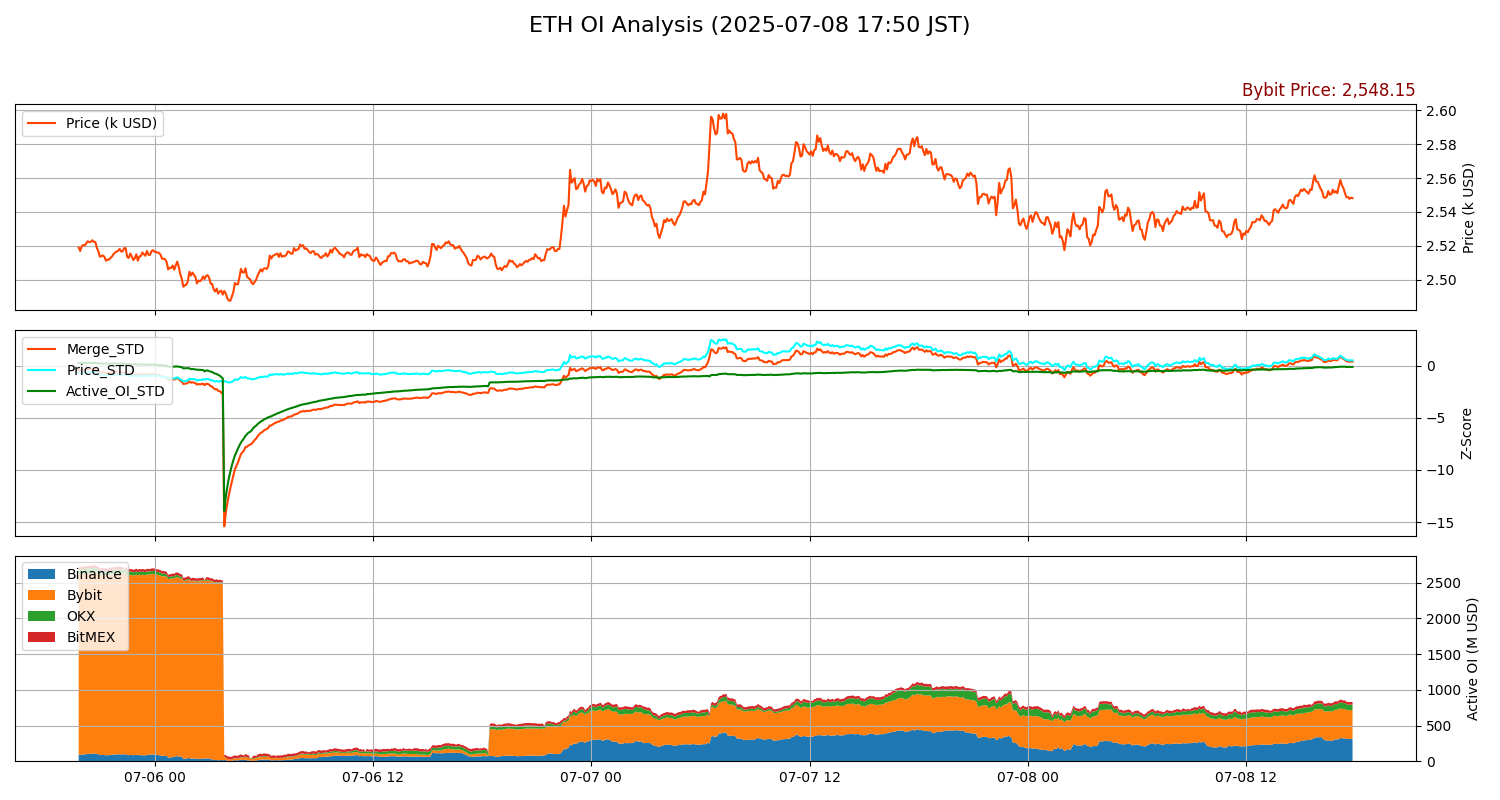 ETH OI Analysis (2025-07-08 17:50 JST)
Bybit Price: 2,548.15
Price (k USD)
2.60
2.58
2.56
2.54
2.52
2.50
Price (k USD)
Merge_STD
Price_STD
Active_OI_STD
0
−5
−10
−15
Z-Score
Binance
Bybit
OKX
BitMEX
2500
2000
1500
1000
500
0
Active OI (M USD)
07-06 00
07-06 12
07-07 00
07-07 12
07-08 00
07-08 12